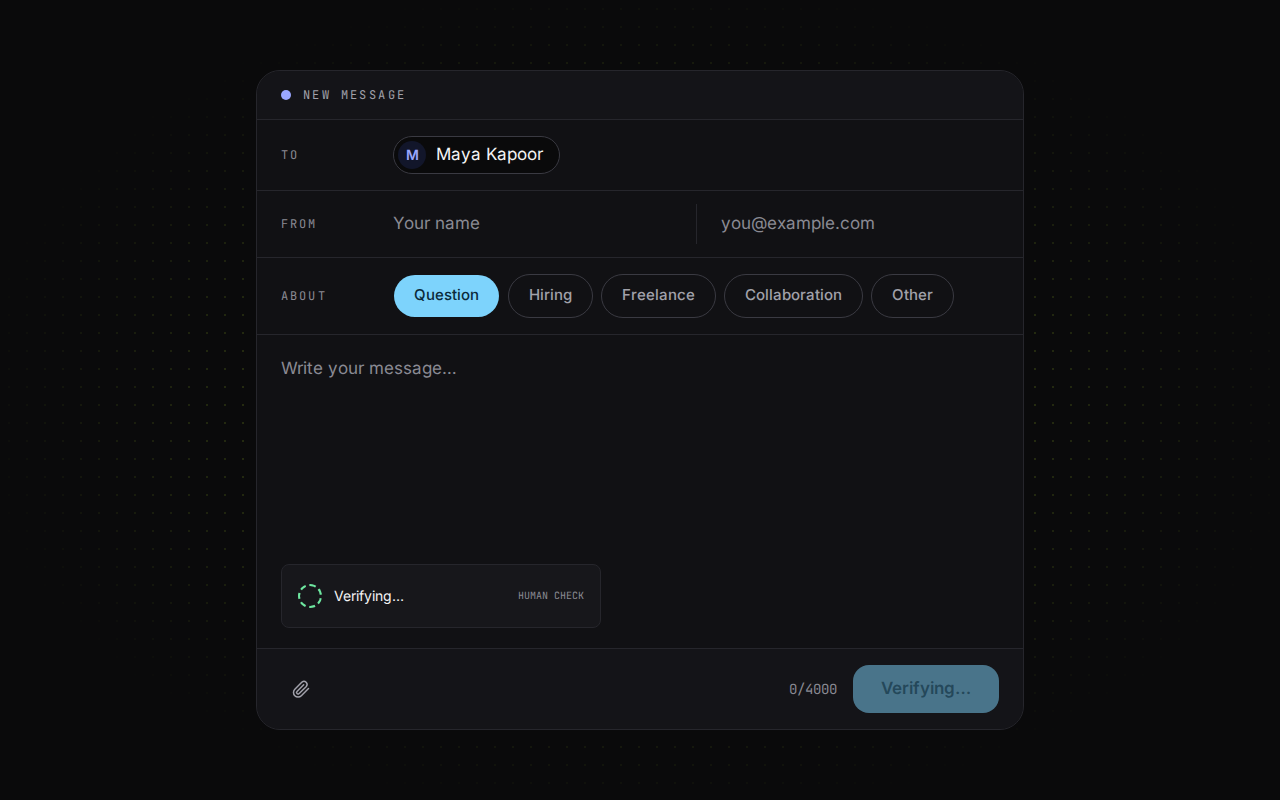 NEW MESSAGE
TO M Maya Kapoor
FROM Your name you@example.com
ABOUT Question Hiring Freelance Collaboration Other
Write your message...
Verifying... HUMAN CHECK
0/4000 Verifying...